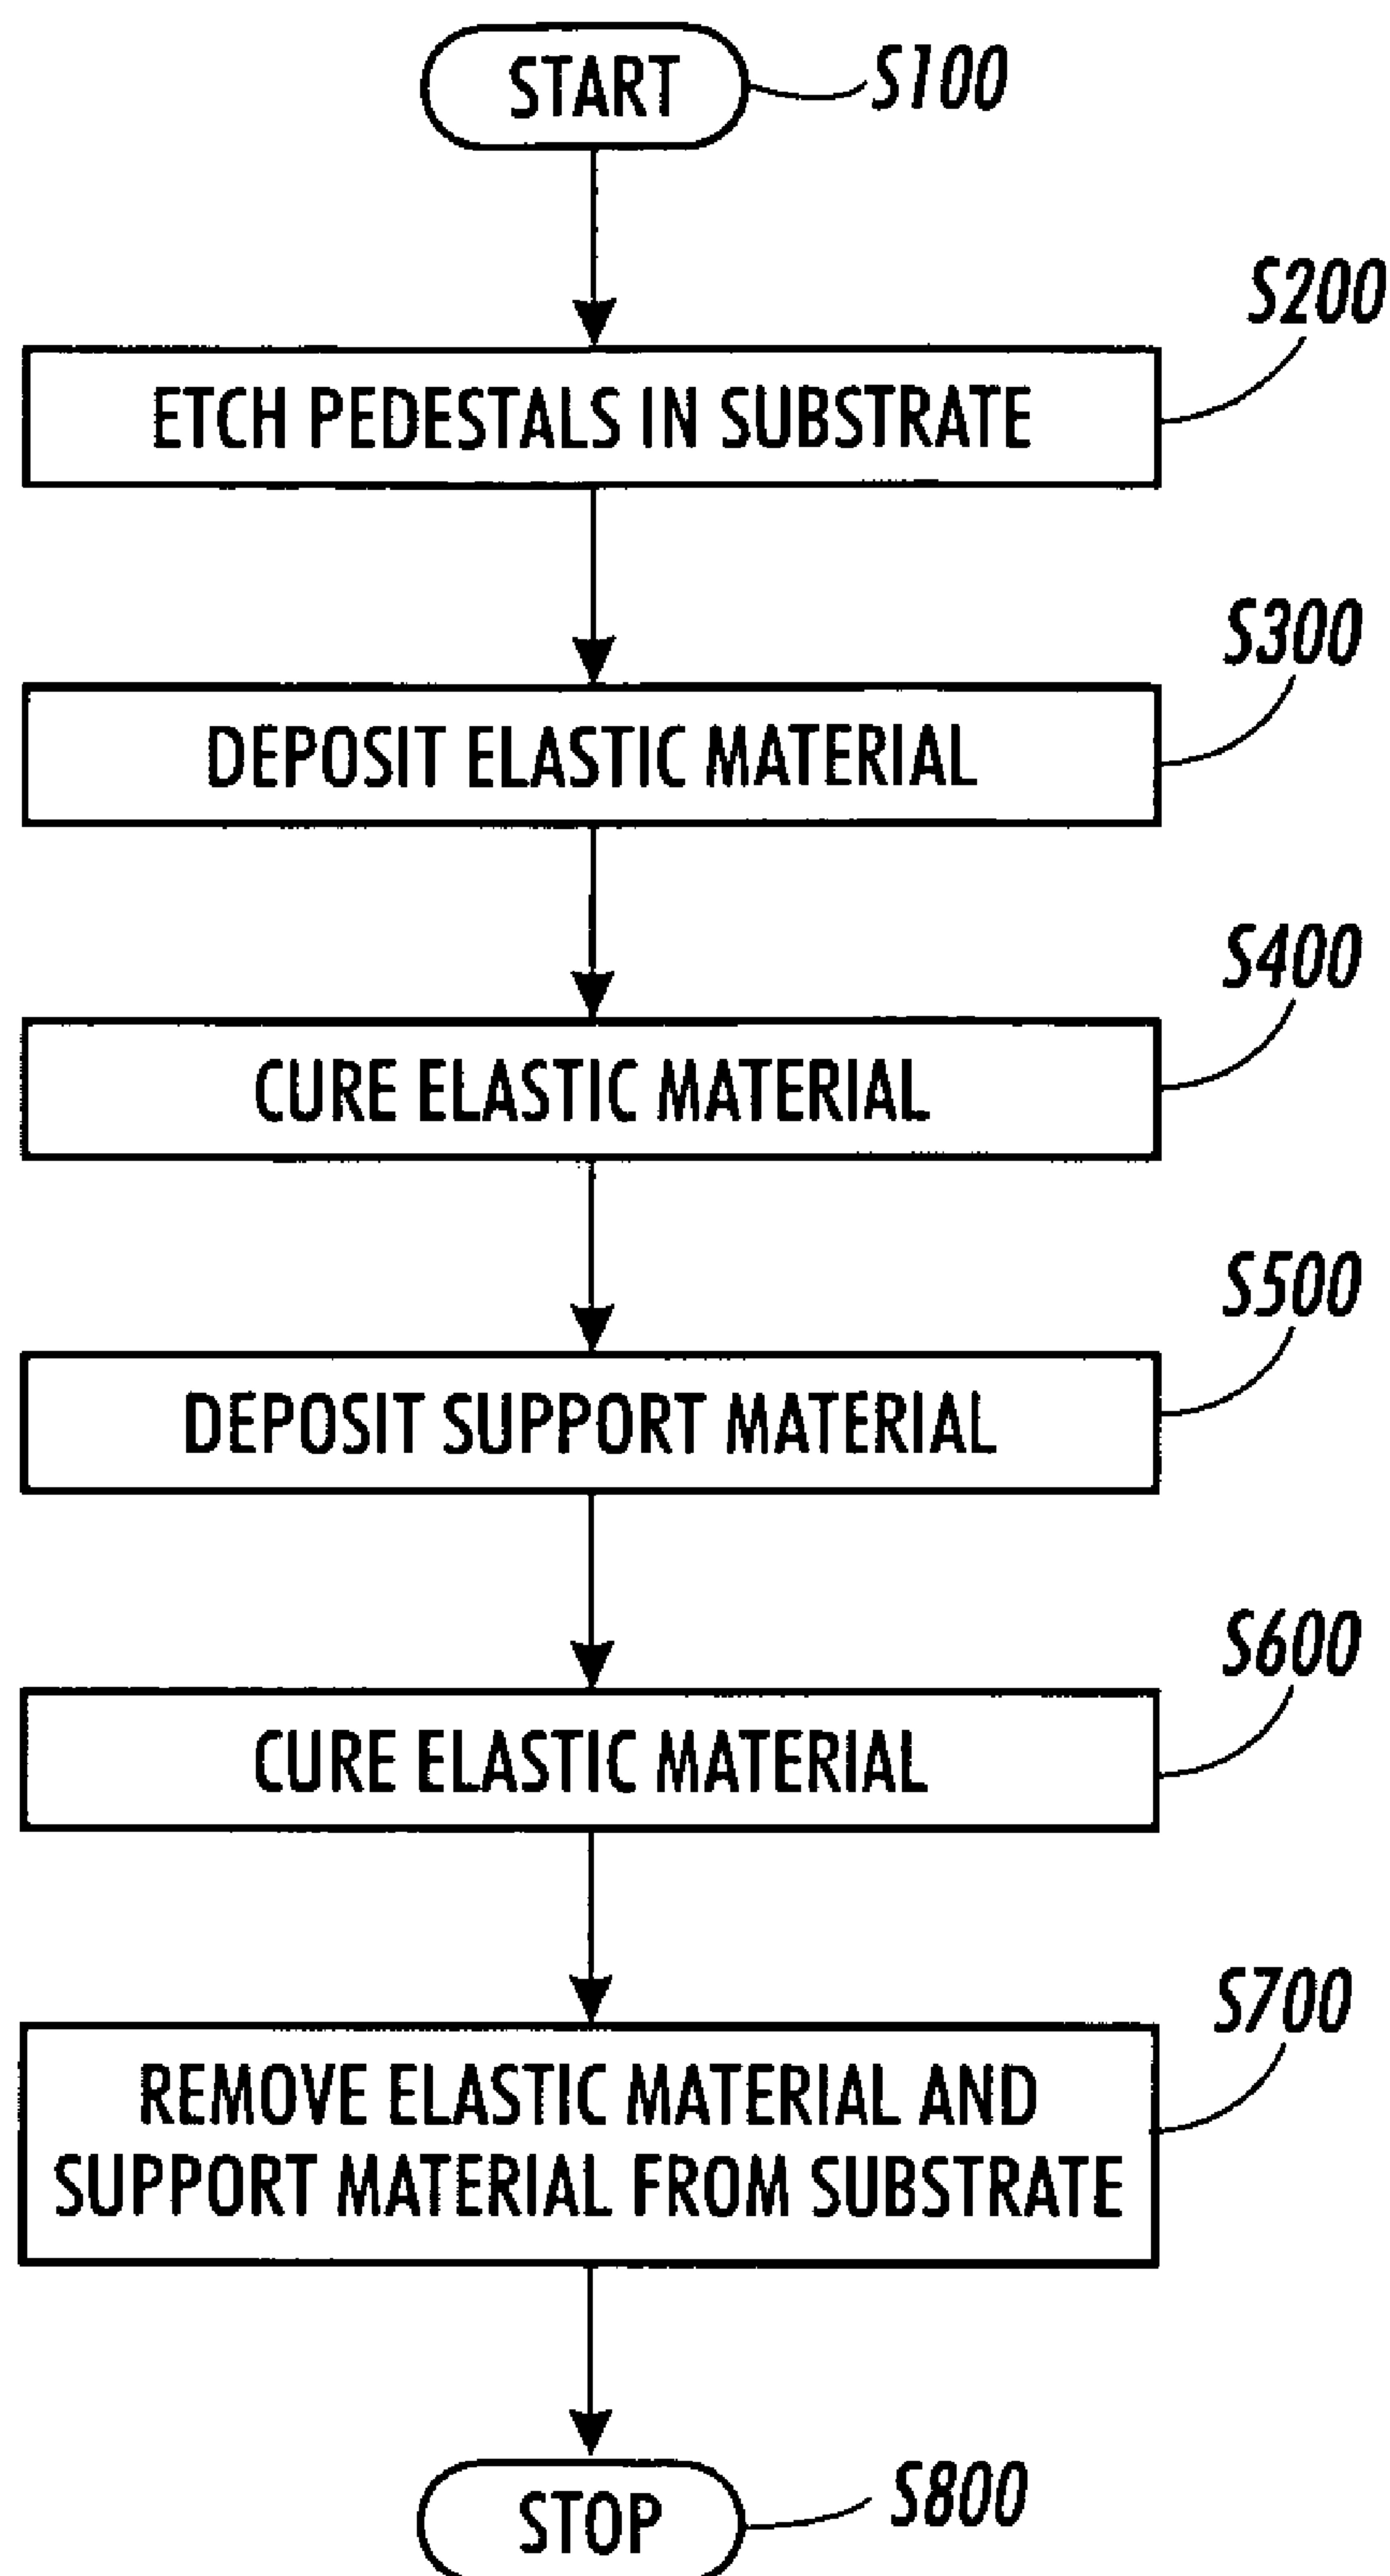 START
S100
S200
ETCH PEDESTALS IN SUBSTRATE
S300
DEPOSIT ELASTIC MATERIAL
S400
CURE ELASTIC MATERIAL
S500
DEPOSIT SUPPORT MATERIAL
S600
CURE ELASTIC MATERIAL
S700
REMOVE ELASTIC MATERIAL AND
SUPPORT MATERIAL FROM SUBSTRATE
STOP
S800